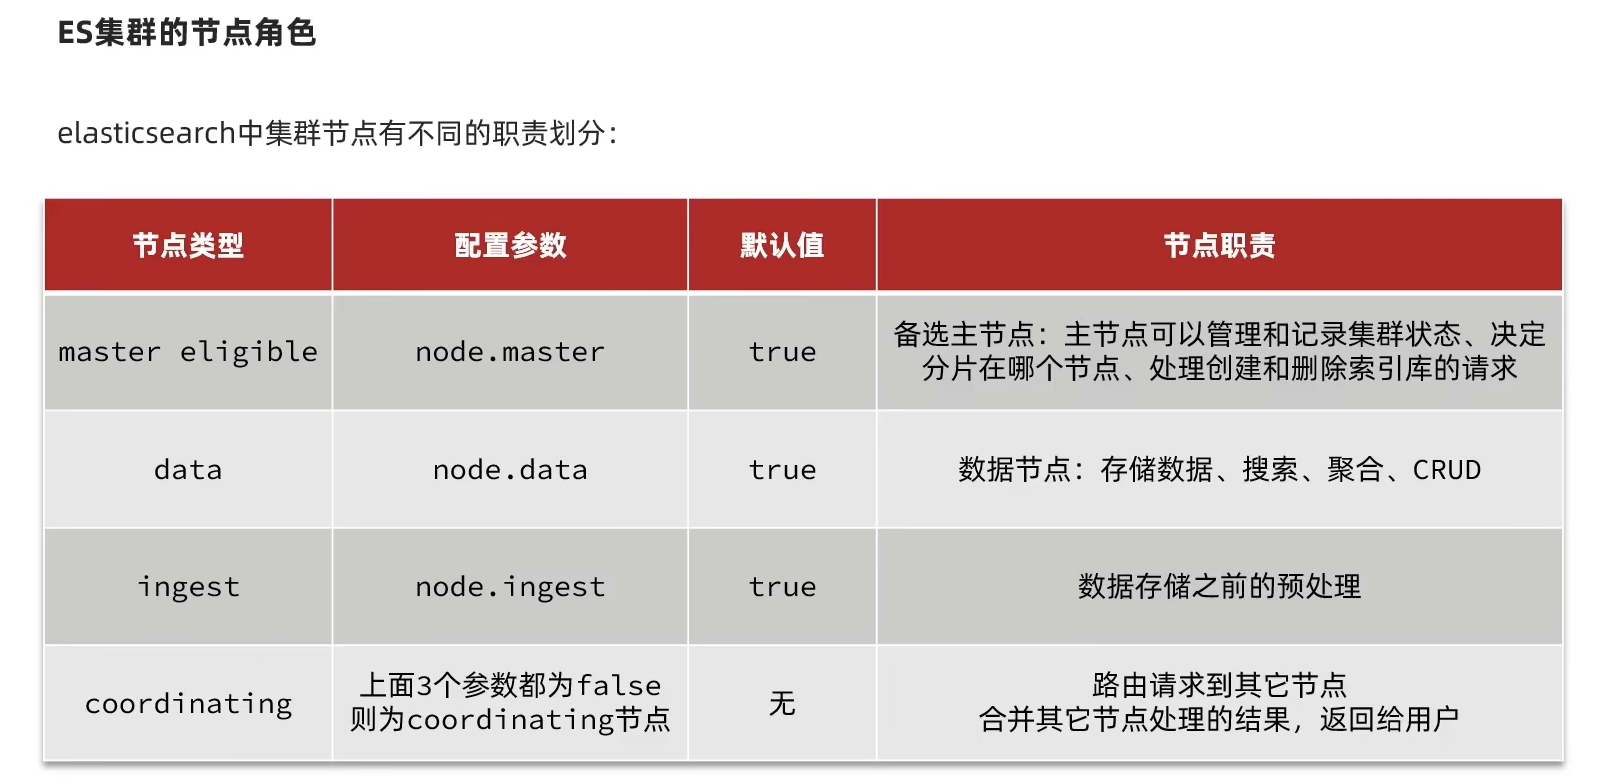 ES集群的节点角色
elasticsearch中集群节点有不同的职责划分：
节点类型 配置参数 默认值 节点职责
master eligible node.master true 备选主节点：主节点可以管理和记录集群状态、决定
分片在哪个节点、处理创建和删除索引库的请求
data node.data true 数据节点：存储数据、搜索、聚合、CRUD
ingest node.ingest true 数据存储之前的预处理
coordinating 上面3个参数都为false
则为coordinating节点 无 路由请求到其它节点
合并其它节点处理的结果，返回给用户